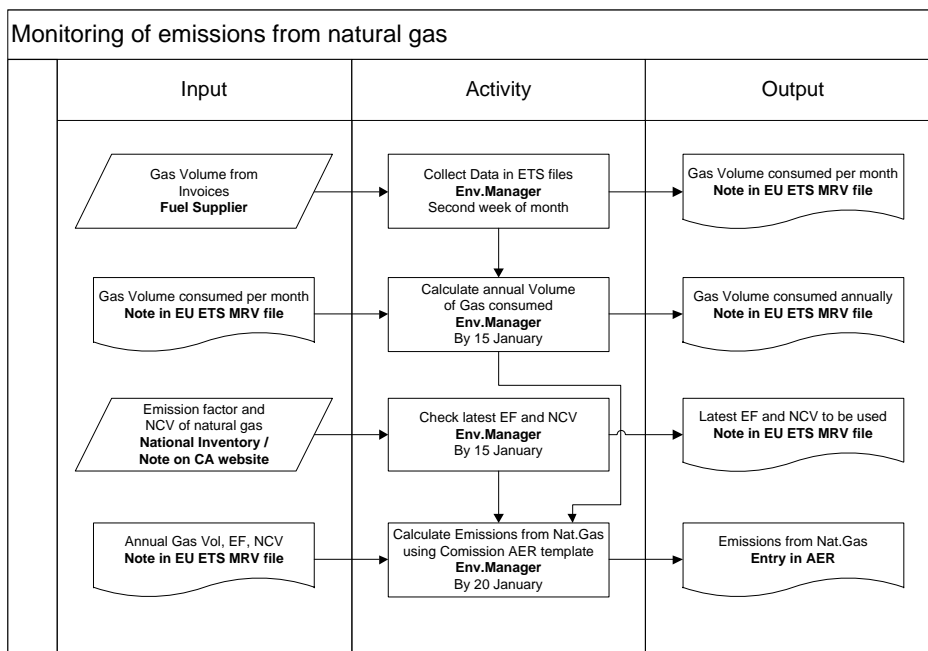 Monitoring of emissions from natural gas
Input
Activity
Output
Gas Volume from
Invoices
Fuel Supplier
Collect Data in ETS files
Env.Manager
Second week of month
Gas Volume consumed per month
Note in EU ETS MRV file
Gas Volume consumed per month
Note in EU ETS MRV file
Calculate annual Volume
of Gas consumed
Env.Manager
By 15 January
Gas Volume consumed annually
Note in EU ETS MRV file
Emission factor and
NCV of natural gas
National Inventory /
Note on CA website
Check latest EF and NCV
Env.Manager
By 15 January
Latest EF and NCV to be used
Note in EU ETS MRV file
Annual Gas Vol, EF, NCV
Note in EU ETS MRV file
Calculate Emissions from Nat.Gas
using Comission AER template
Env.Manager
By 20 January
Emissions from Nat.Gas
Entry in AER